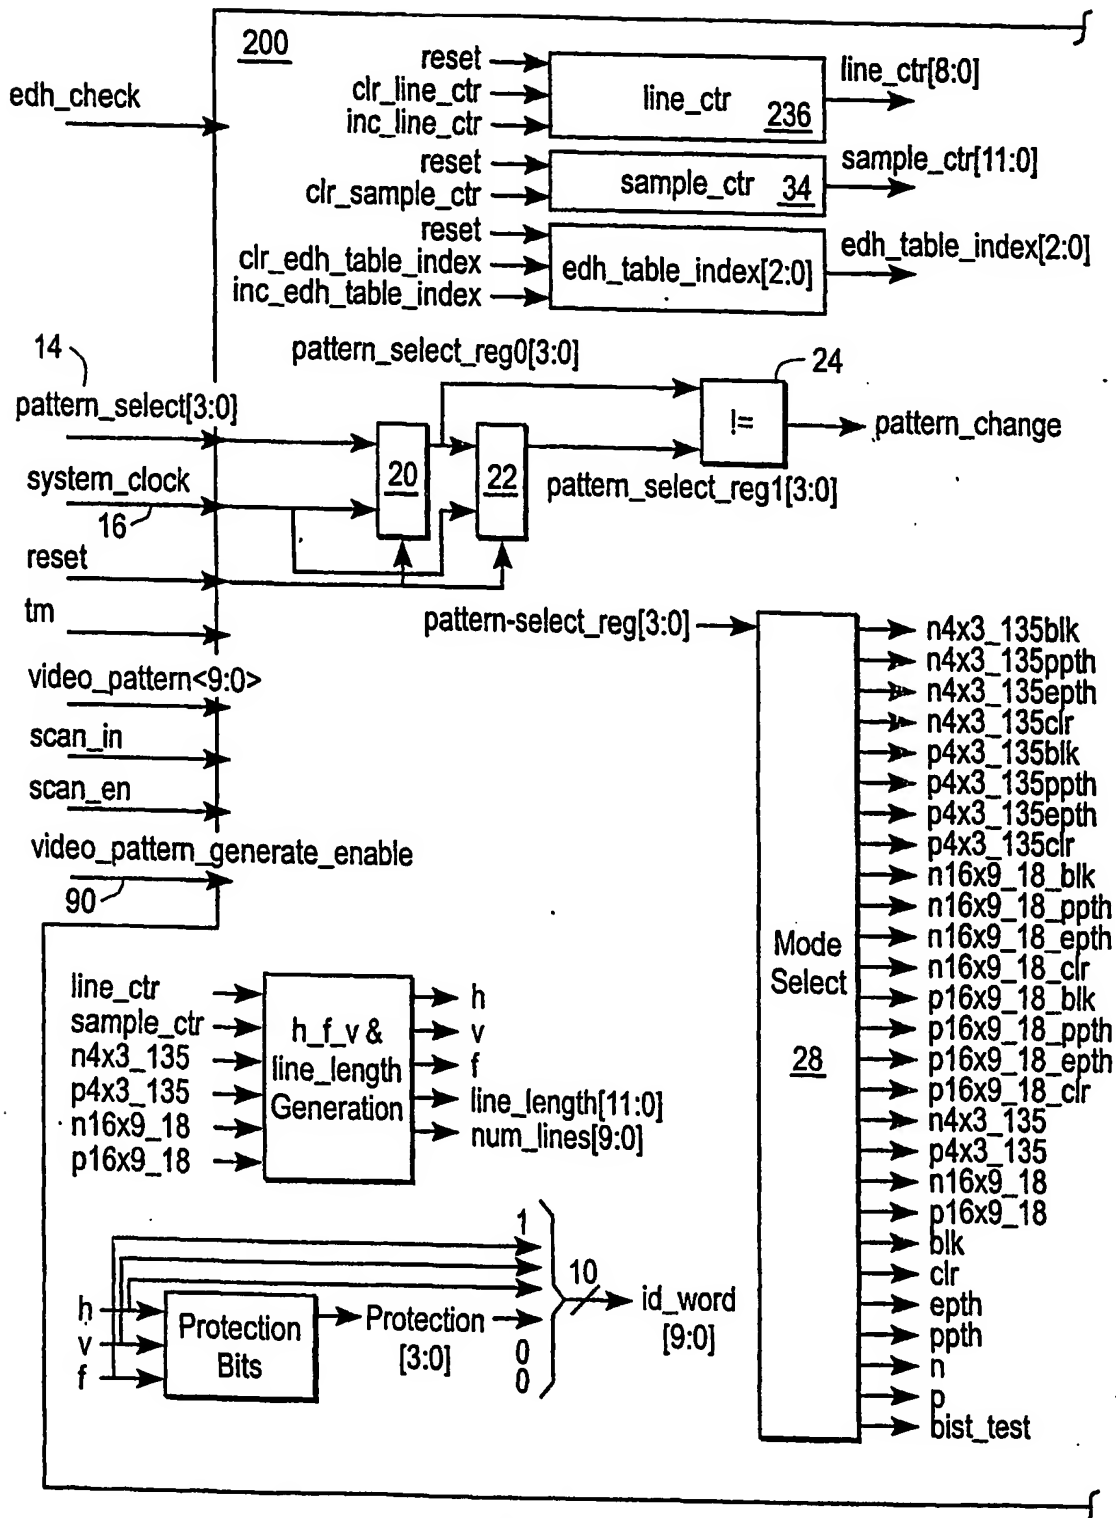 200
edh_check
reset
clr_line_ctr
inc_line_ctr
line_ctr
236
line_ctr[8:0]
reset
clr_sample_ctr
sample_ctr 34
sample_ctr[11:0]
reset
clr_edh_table_index
inc_edh_table_index
edh_table_index[2:0]
edh_table_index[2:0]
14
pattern_select[3:0]
system_clock
16
reset
tm
video_pattern<9:0>
scan_in
scan_en
video_pattern_generate_enable
90
pattern_select_reg0[3:0]
20
22
pattern_select_reg1[3:0]
24
!=
pattern_change
pattern-select_reg[3:0]
Mode
Select
28
n4x3_135blk
n4x3_135ppth
n4x3_135epth
n4x3_135clr
p4x3_135blk
p4x3_135ppth
p4x3_135epth
p4x3_135clr
n16x9_18_blk
n16x9_18_ppth
n16x9_18_epth
n16x9_18_clr
p16x9_18_blk
p16x9_18_ppth
p16x9_18_epth
p16x9_18_clr
n4x3_135
p4x3_135
n16x9_18
p16x9_18
blk
clr
epth
ppth
n
p
bist_test
line_ctr
sample_ctr
n4x3_135
p4x3_135
n16x9_18
p16x9_18
h_f_v &
line_length
Generation
h
v
f
line_length[11:0]
num_lines[9:0]
h
v
f
Protection
Bits
Protection
[3:0]
1
0
0
10
id_word
[9:0]